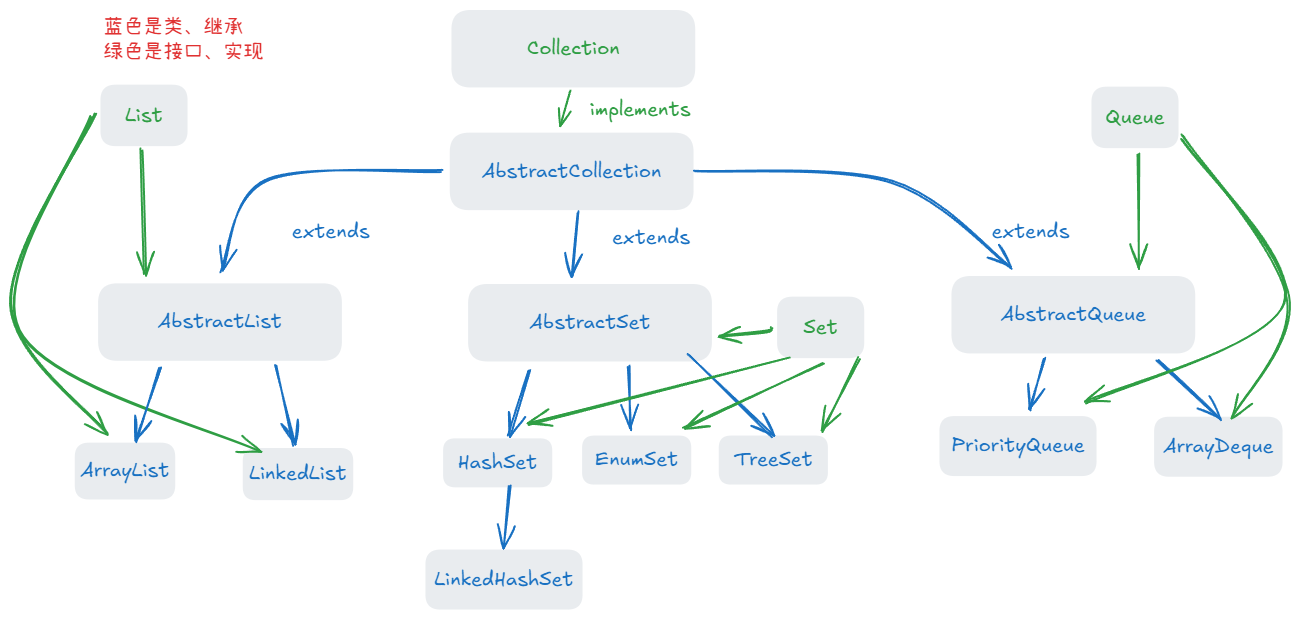 蓝色是类、继承
绿色是接口、实现
Collection
implements
List
Queue
AbstractCollection
extends
extends
extends
AbstractList
AbstractSet
Set
AbstractQueue
ArrayList
LinkedList
HashSet
EnumSet
TreeSet
PriorityQueue
ArrayDeque
LinkedHashSet